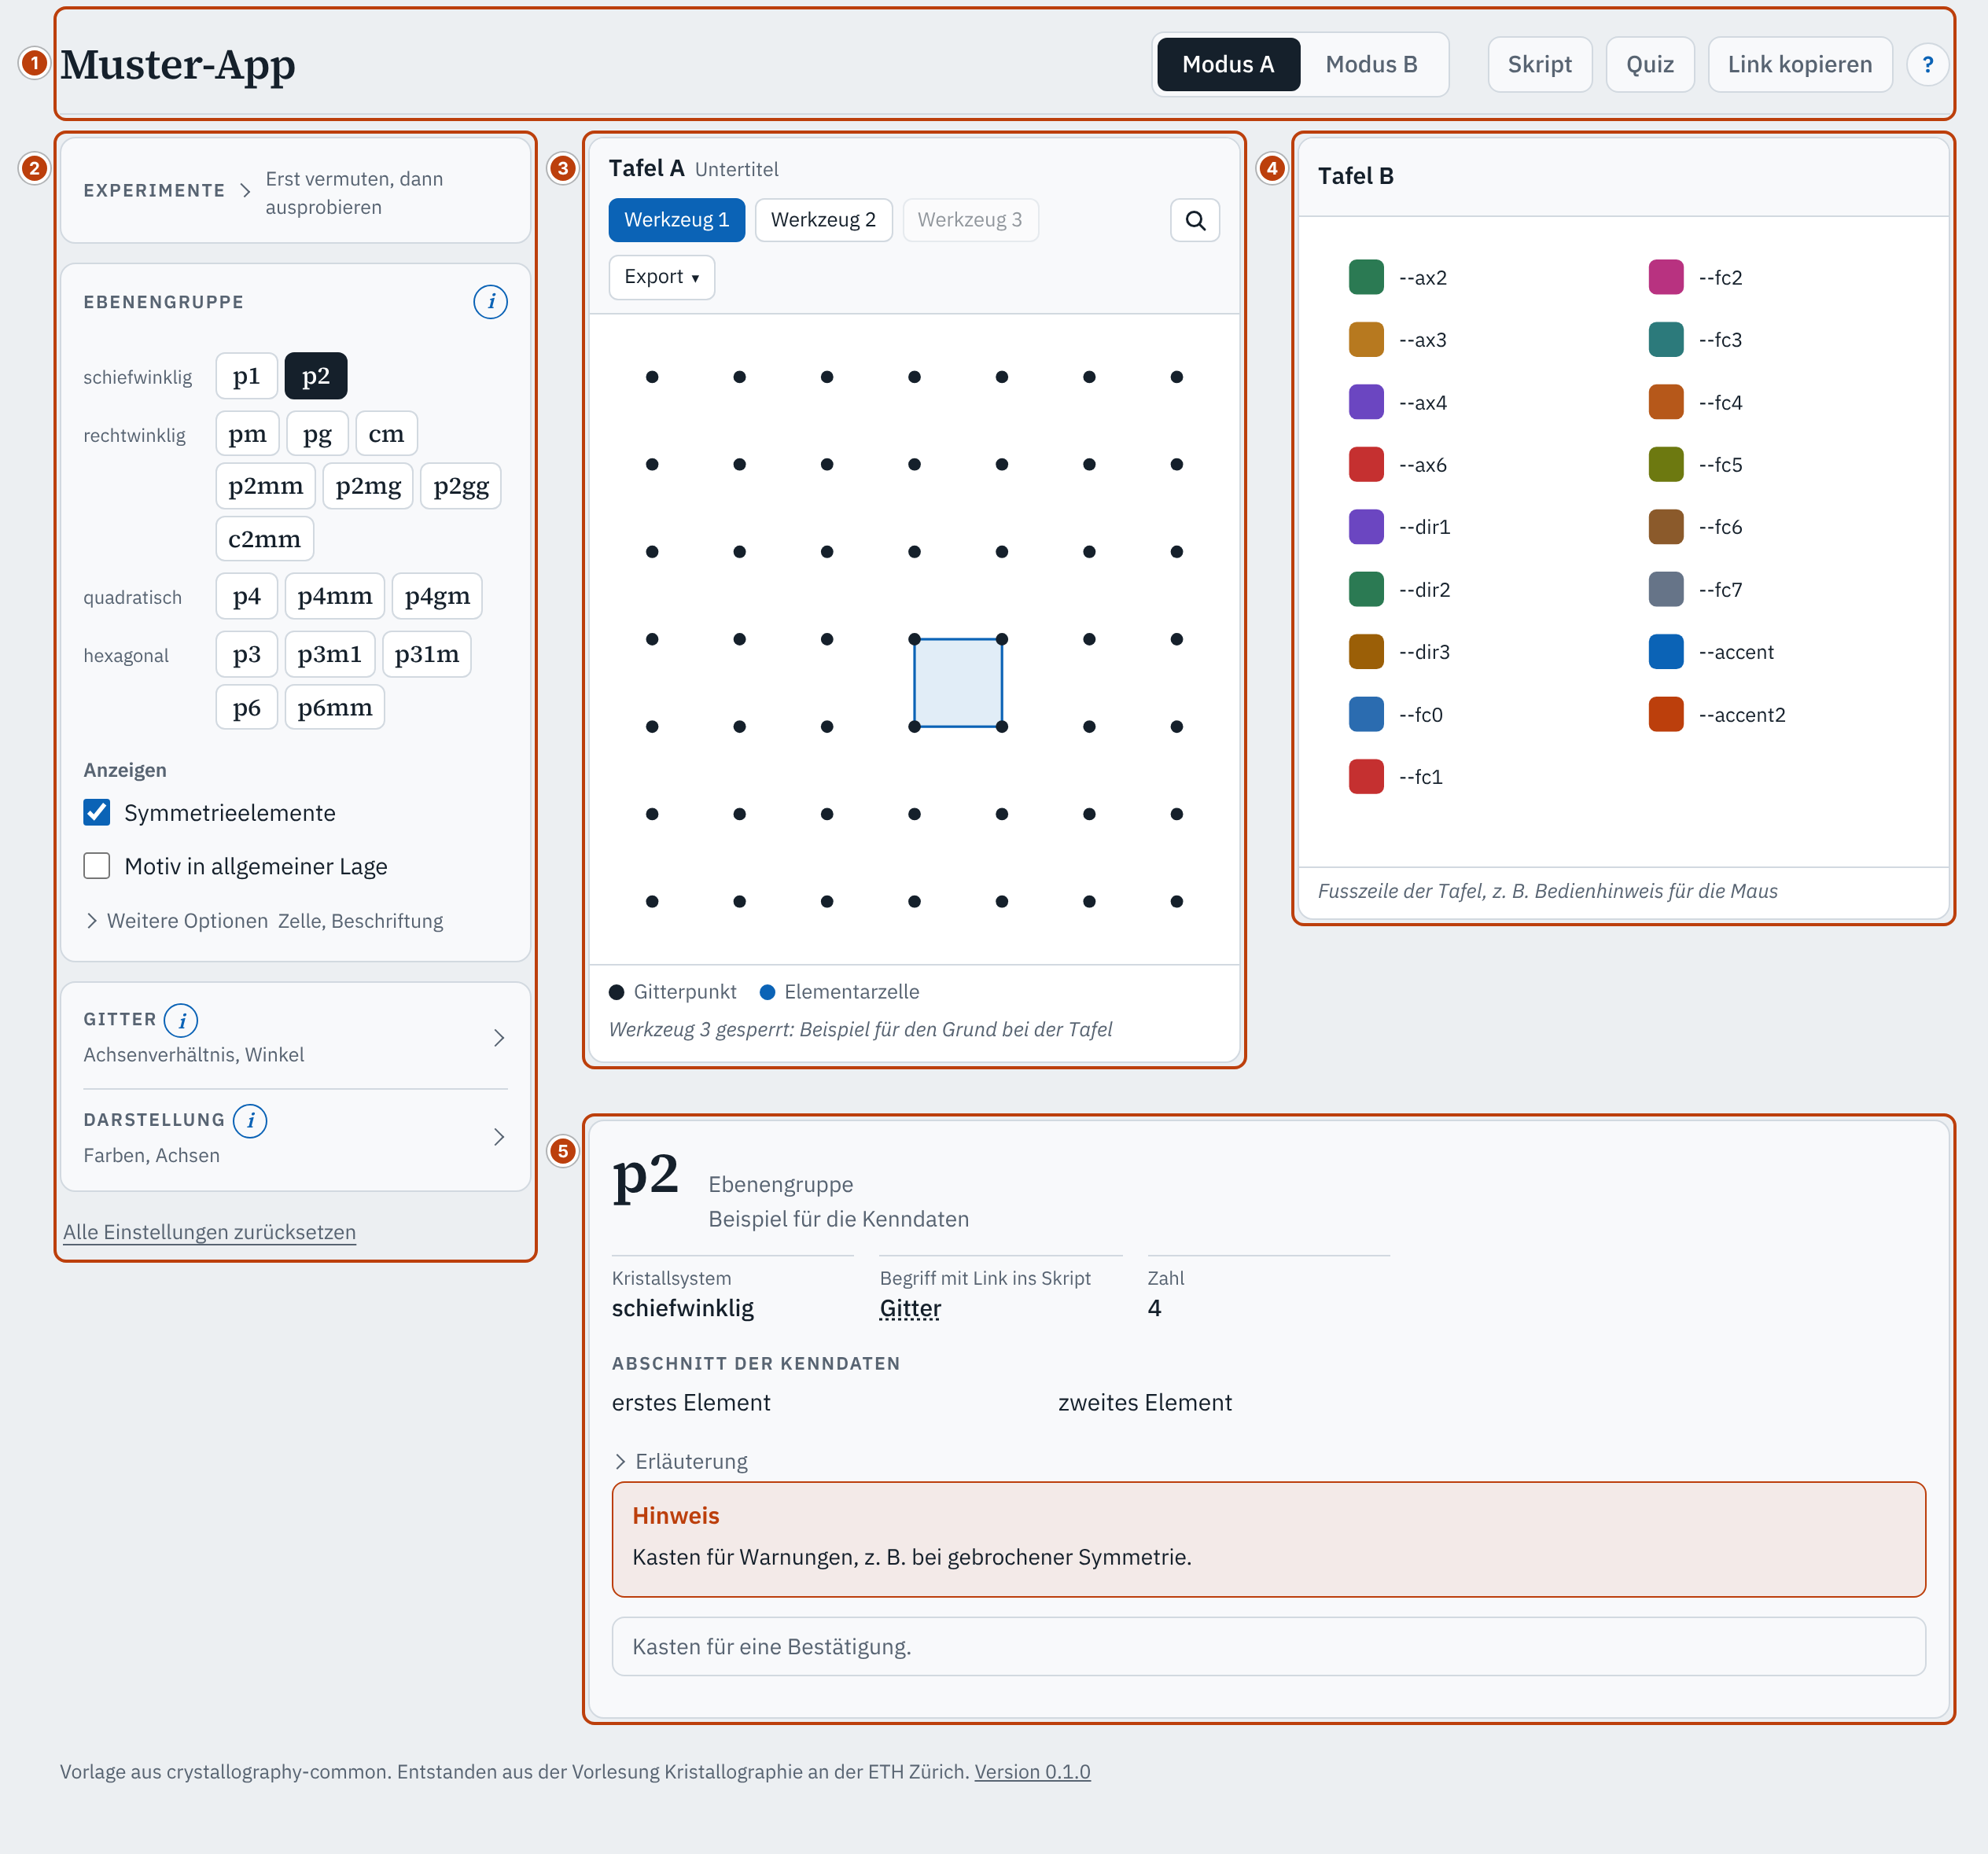 1
Muster-App
Modus A
Modus B
Skript
Quiz
Link kopieren
?
2
EXPERIMENTE
Erst vermuten, dann
ausprobieren
EBENENGRUPPE
i
schiefwinklig
p1
p2
rechtwinklig
pm
pg
cm
p2mm
p2mg
p2gg
c2mm
quadratisch
p4
p4mm
p4gm
hexagonal
p3
p3m1
p31m
p6
p6mm
Anzeigen
Symmetrieelemente
Motiv in allgemeiner Lage
Weitere Optionen Zelle, Beschriftung
GITTER i
Achsenverhältnis, Winkel
DARSTELLUNG i
Farben, Achsen
Alle Einstellungen zurücksetzen
3
Tafel A Untertitel
Werkzeug 1
Werkzeug 2
Werkzeug 3
Export ▾
Gitterpunkt
Elementarzelle
Werkzeug 3 gesperrt: Beispiel für den Grund bei der Tafel
4
Tafel B
--ax2
--ax3
--ax4
--ax6
--dir1
--dir2
--dir3
--fc0
--fc1
--fc2
--fc3
--fc4
--fc5
--fc6
--fc7
--accent
--accent2
Fusszeile der Tafel, z. B. Bedienhinweis für die Maus
5
p2
Ebenengruppe
Beispiel für die Kenndaten
Kristallsystem
schiefwinklig
Begriff mit Link ins Skript
Gitter
Zahl
4
ABSCHNITT DER KENNDATEN
erstes Element
zweites Element
Erläuterung
Hinweis
Kasten für Warnungen, z. B. bei gebrochener Symmetrie.
Kasten für eine Bestätigung.
Vorlage aus crystallography-common. Entstanden aus der Vorlesung Kristallographie an der ETH Zürich. Version 0.1.0